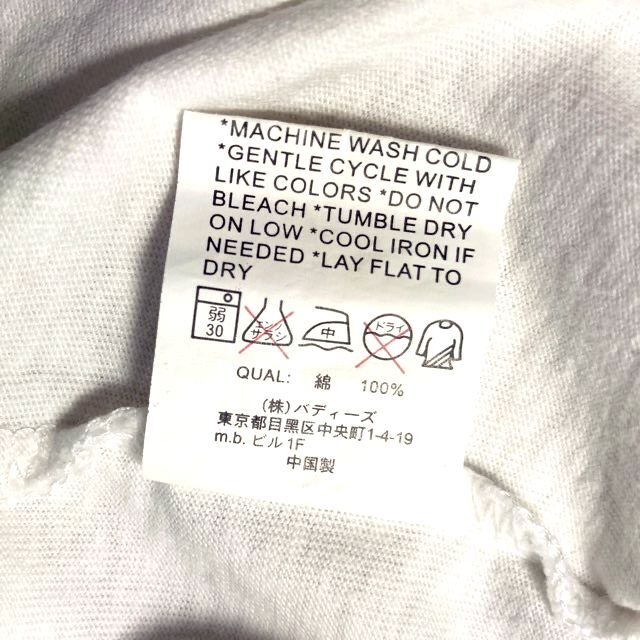 *MACHINE WASH COLD
*GENTLE CYCLE WITH
LIKE COLORS *DO NOT
BLEACH *TUMBLE DRY
ON LOW *COOL IRON IF
NEEDED *LAY FLAT TO
DRY
弱 エンソ 中 ドライ
30 サラシ
QUAL: 綿 100%
(株)バディーズ
東京都目黒区中央町1-4-19
m.b. ビル 1F
中国製